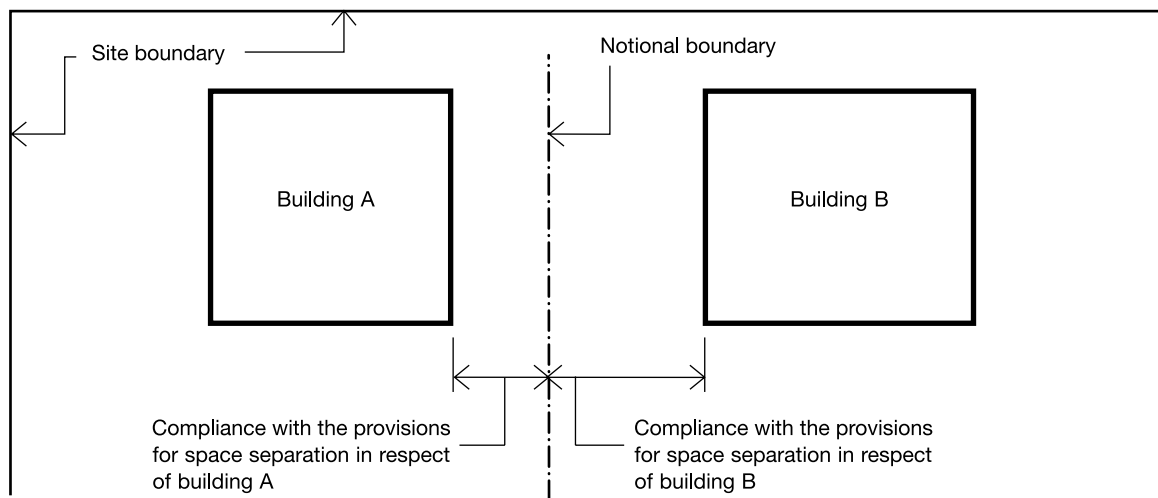 Site boundary
Notional boundary
Building A
Building B
Compliance with the provisions
for space separation in respect
of building A
Compliance with the provisions
for space separation in respect
of building B